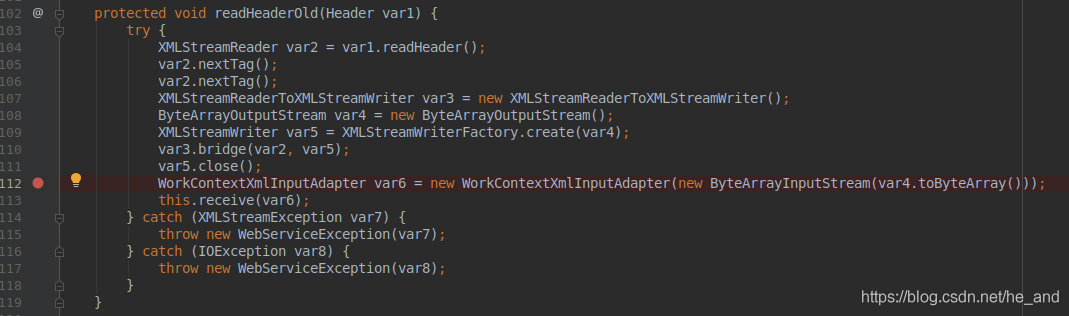 102 @ protected void readHeaderOld(Header var1) {
103 try {
104 XMLStreamReader var2 = var1.readHeader();
105 var2.nextTag();
106 var2.nextTag();
107 XMLStreamReaderToXMLStreamWriter var3 = new XMLStreamReaderToXMLStreamWriter();
108 ByteArrayOutputStream var4 = new ByteArrayOutputStream();
109 XMLStreamWriter var5 = XMLStreamWriterFactory.create(var4);
110 var3.bridge(var2, var5);
111 var5.close();
112 WorkContextXmlInputAdapter var6 = new WorkContextXmlInputAdapter(new ByteArrayInputStream(var4.toByteArray()));
113 this.receive(var6);
114 } catch (XMLStreamException var7) {
115 throw new WebServiceException(var7);
116 } catch (IOException var8) {
117 throw new WebServiceException(var8);
118 }
119 }
https://blog.csdn.net/he_and